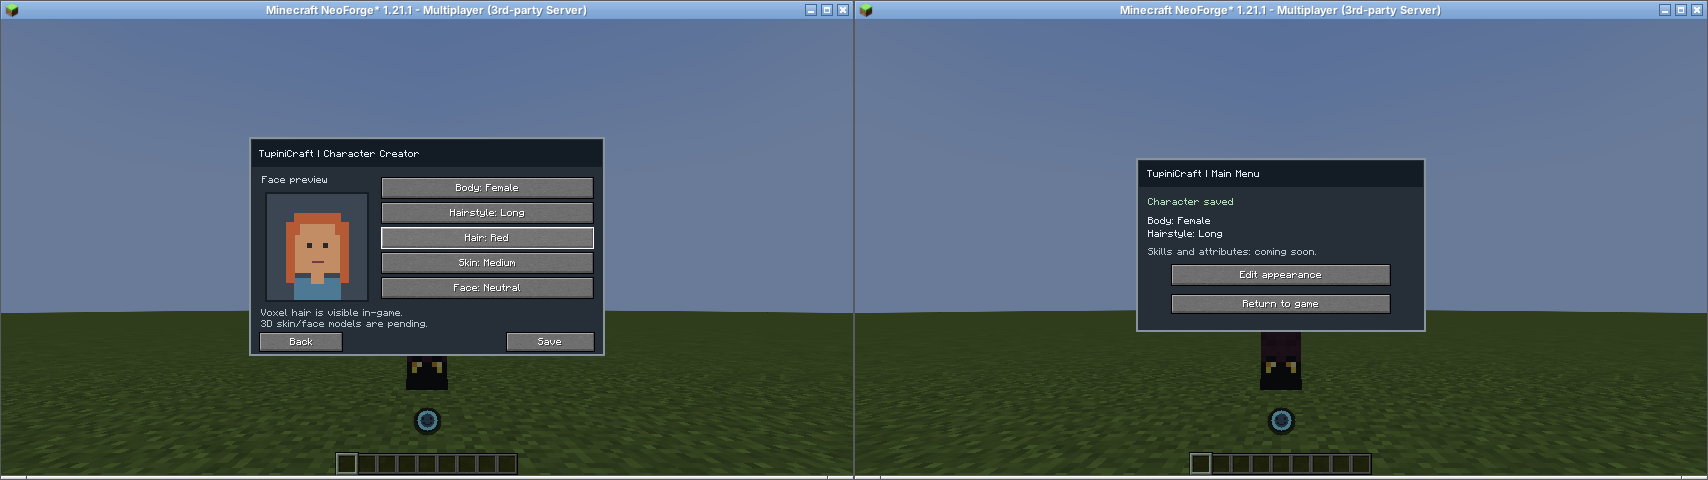 Minecraft NeoForge* 1.21.1 - Multiplayer (3rd-party Server)
TupiniCraft | Character Creator
Face preview
Body: Female
Hairstyle: Long
Hair: Red
Skin: Medium
Face: Neutral
Voxel hair is visible in-game.
3D skin/face models are pending.
Back
Save
Minecraft NeoForge* 1.21.1 - Multiplayer (3rd-party Server)
TupiniCraft | Main Menu
Character saved
Body: Female
Hairstyle: Long
Skills and attributes: coming soon.
Edit appearance
Return to game